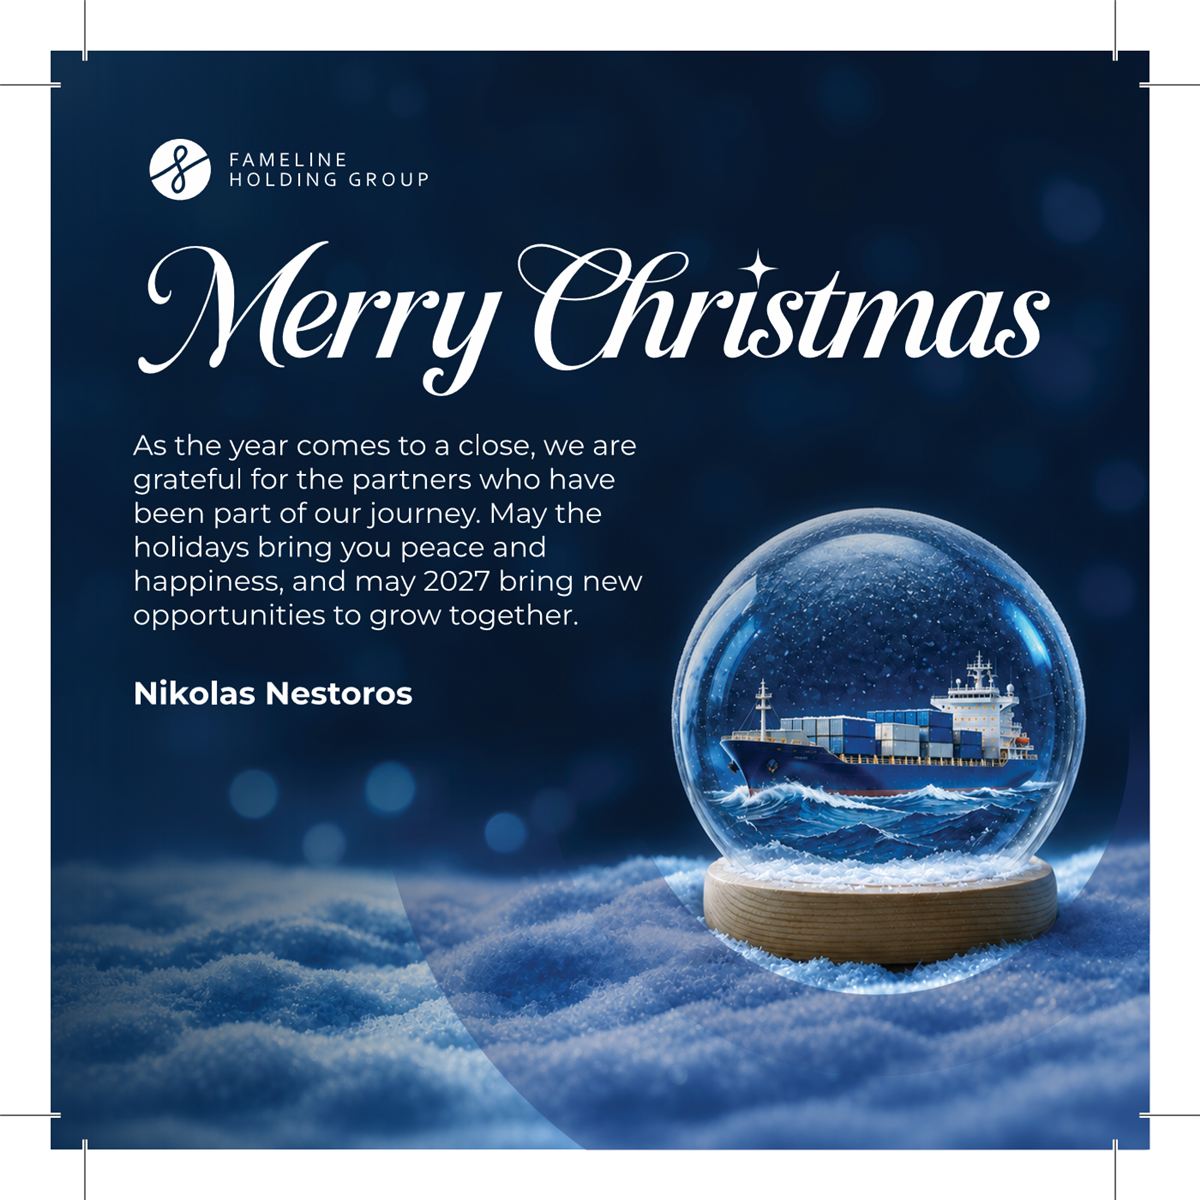 FAMELINE
HOLDING GROUP
Merry Christmas
As the year comes to a close, we are
grateful for the partners who have
been part of our journey. May the
holidays bring you peace and
happiness, and may 2027 bring new
opportunities to grow together.
Nikolas Nestoros